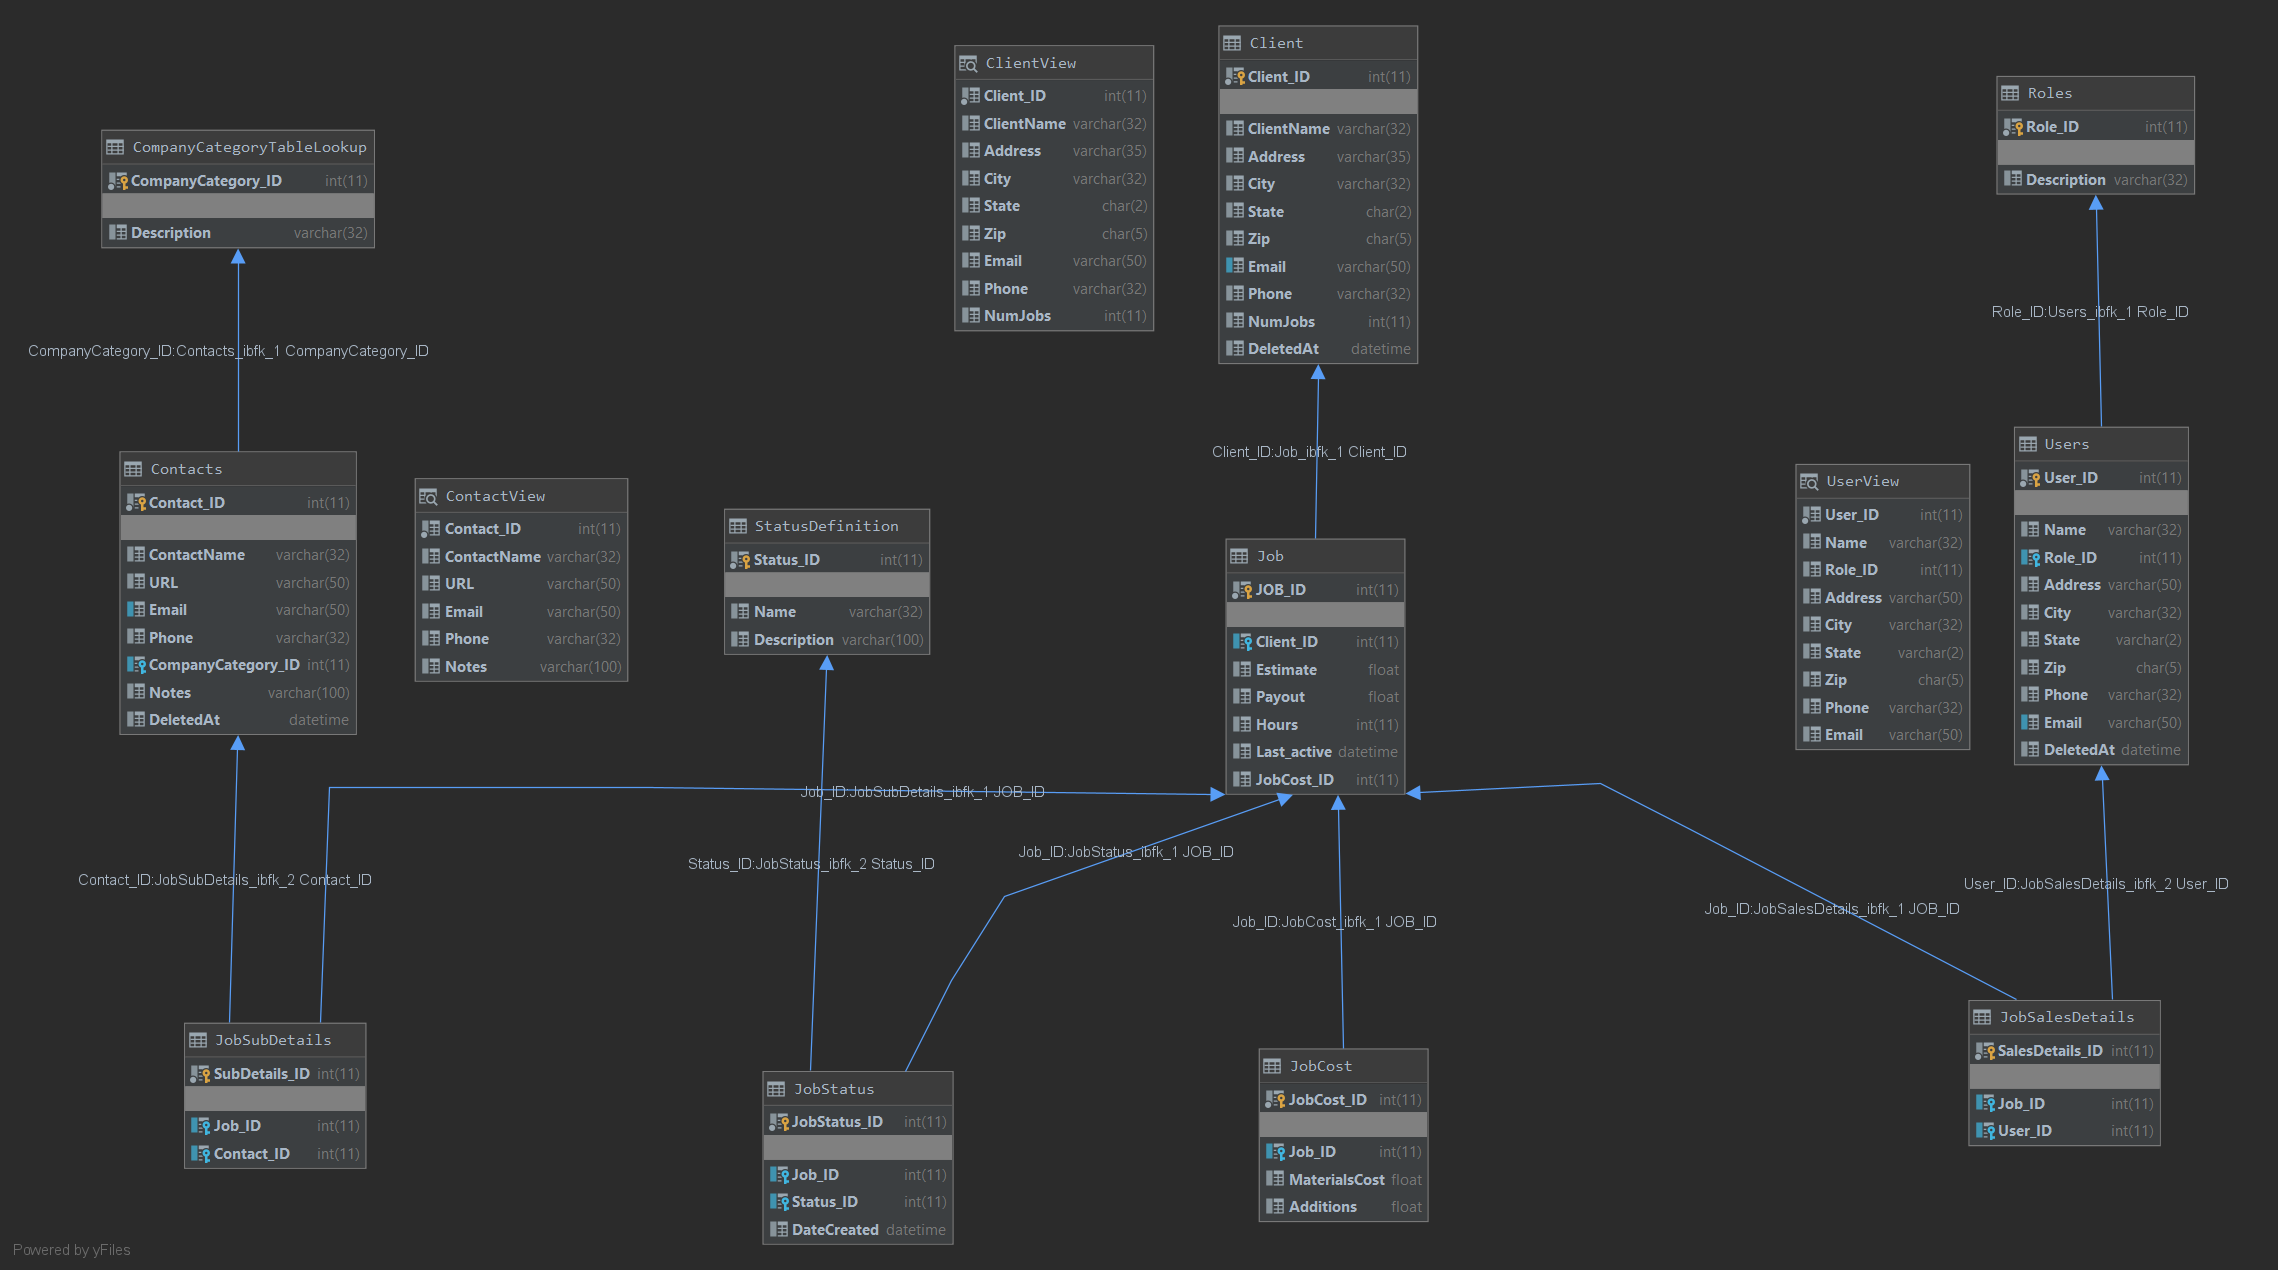 CompanyCategoryTableLookup
CompanyCategory_ID int(11)
Description varchar(32)
CompanyCategory_ID:Contacts_ibfk_1 CompanyCategory_ID
Contacts
Contact_ID int(11)
ContactName varchar(32)
URL varchar(50)
Email varchar(50)
Phone varchar(32)
CompanyCategory_ID int(11)
Notes varchar(100)
DeletedAt datetime
ContactView
Contact_ID int(11)
ContactName varchar(32)
URL varchar(50)
Email varchar(50)
Phone varchar(32)
Notes varchar(100)
StatusDefinition
Status_ID int(11)
Name varchar(32)
Description varchar(100)
ClientView
Client_ID int(11)
ClientName varchar(32)
Address varchar(35)
City varchar(32)
State char(2)
Zip char(5)
Email varchar(50)
Phone varchar(32)
NumJobs int(11)
Client
Client_ID int(11)
ClientName varchar(32)
Address varchar(35)
City varchar(32)
State char(2)
Zip char(5)
Email varchar(50)
Phone varchar(32)
NumJobs int(11)
DeletedAt datetime
Client_ID:Job_ibfk_1 Client_ID
Job
JOB_ID int(11)
Client_ID int(11)
Estimate float
Payout float
Hours int(11)
Last_active datetime
JobCost_ID int(11)
Roles
Role_ID int(11)
Description varchar(32)
Role_ID:Users_ibfk_1 Role_ID
UserView
User_ID int(11)
Name varchar(32)
Role_ID int(11)
Address varchar(50)
City varchar(32)
State varchar(2)
Zip char(5)
Phone varchar(32)
Email varchar(50)
Users
User_ID int(11)
Name varchar(32)
Role_ID int(11)
Address varchar(50)
City varchar(32)
State varchar(2)
Zip char(5)
Phone varchar(32)
Email varchar(50)
DeletedAt datetime
Job_ID:JobSubDetails_ibfk_1 JOB_ID
Contact_ID:JobSubDetails_ibfk_2 Contact_ID
Status_ID:JobStatus_ibfk_2 Status_ID
Job_ID:JobStatus_ibfk_1 JOB_ID
Job_ID:JobCost_ibfk_1 JOB_ID
Job_ID:JobSalesDetails_ibfk_1 JOB_ID
User_ID:JobSalesDetails_ibfk_2 User_ID
JobSubDetails
SubDetails_ID int(11)
Job_ID int(11)
Contact_ID int(11)
JobStatus
JobStatus_ID int(11)
Job_ID int(11)
Status_ID int(11)
DateCreated datetime
JobCost
JobCost_ID int(11)
Job_ID int(11)
MaterialsCost float
Additions float
JobSalesDetails
SalesDetails_ID int(11)
Job_ID int(11)
User_ID int(11)
Powered by yFiles